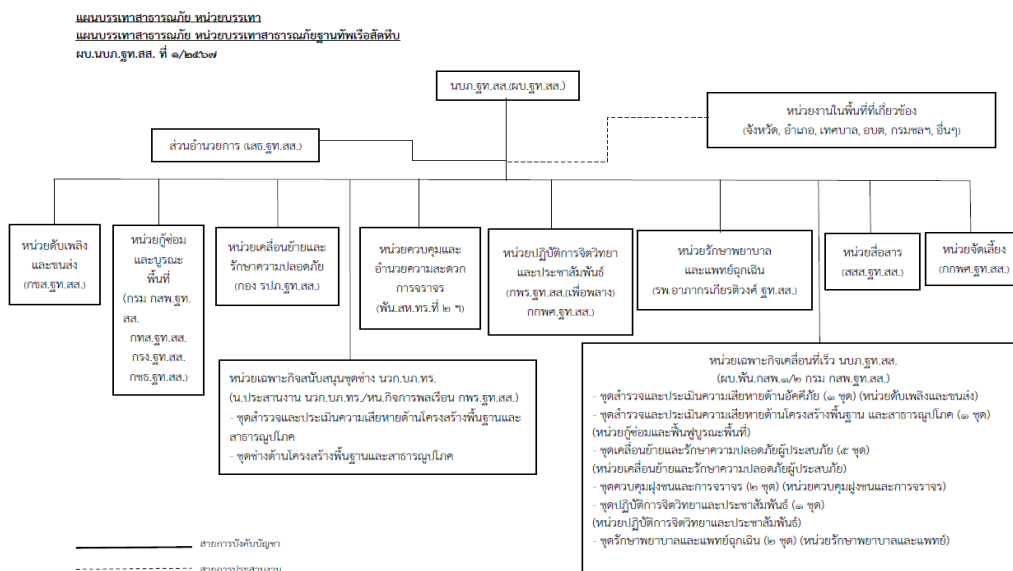 แผนบรรเทาสาธารณภัย หน่วยบรรเทา
แผนบรรเทาสาธารณภัย หน่วยบรรเทาสาธารณภัยฐานทัพเรือสัตหีบ
ผบ.นบภ.ฐท.สส. ที่ ๑/๒๕๖๗
นบภ.ฐท.สส.(ผบ.ฐท.สส.)
หน่วยงานในพื้นที่ที่เกี่ยวข้อง
(จังหวัด, อำเภอ, เทศบาล, อบต, กรมชลฯ, อื่นๆ)
ส่วนอำนวยการ (เสธ.ฐท.สส.)
หน่วยดับเพลิง
และขนส่ง
(กขส.ฐท.สส.)
หน่วยกู้ซ่อม
และบูรณะ
พื้นที่
(กรม กสพ.ฐท.
สส.
กทส.ฐท.สส.
กรง.ฐท.สส.
กชธ.ฐท.สส.)
หน่วยเคลื่อนย้ายและ
รักษาความปลอดภัย
(กอง รปภ.ฐท.สส.)
หน่วยควบคุมและ
อำนวยความสะดวก
การจราจร
(พัน.สห.ทร.ที่ ๒ ฯ)
หน่วยปฏิบัติการจิตวิทยา
และประชาสัมพันธ์
(กพร.ฐท.สส.(เพื่อพลาง)
กกพศ.ฐท.สส.)
หน่วยรักษาพยาบาล
และแพทย์ฉุกเฉิน
(รพ.อาภากรเกียรติวงศ์ ฐท.สส.)
หน่วยสื่อสาร
(สสส.ฐท.สส.)
หน่วยจัดเลี้ยง
(กกพศ.ฐท.สส.)
หน่วยเฉพาะกิจสนับสนุนชุดช่าง นวก.บภ.ทร.
(น.ประสานงาน นวก.บภ.ทร./หน.กิจการพลเรือน กพร.ฐท.สส.)
- ชุดสำรวจและประเมินความเสียหายด้านโครงสร้างพื้นฐานและ
สาธารณูปโภค
- ชุดช่างด้านโครงสร้างพื้นฐานและสาธารณูปโภค
หน่วยเฉพาะกิจเคลื่อนที่เร็ว นบภ.ฐท.สส.
(ผบ.พัน.กสพ.๑/๒ กรม กสพ.ฐท.สส.)
- ชุดสำรวจและประเมินความเสียหายด้านอัคคีภัย (๑ ชุด) (หน่วยดับเพลิงและขนส่ง)
- ชุดสำรวจและประเมินความเสียหายด้านโครงสร้างพื้นฐาน และสาธารณูปโภค (๑ ชุด)
(หน่วยกู้ซ่อมและฟื้นฟูบูรณะพื้นที่)
- ชุดเคลื่อนย้ายและรักษาความปลอดภัยผู้ประสบภัย (๕ ชุด)
(หน่วยเคลื่อนย้ายและรักษาความปลอดภัยผู้ประสบภัย)
- ชุดควบคุมฝูงชนและการจราจร (๒ ชุด) (หน่วยควบคุมฝูงชนและการจราจร)
- ชุดปฏิบัติการจิตวิทยาและประชาสัมพันธ์ (๑ ชุด)
(หน่วยปฏิบัติการจิตวิทยาและประชาสัมพันธ์)
- ชุดรักษาพยาบาลและแพทย์ฉุกเฉิน (๒ ชุด) (หน่วยรักษาพยาบาลและแพทย์)
สายการบังคับบัญชา
สายการประสานงาน